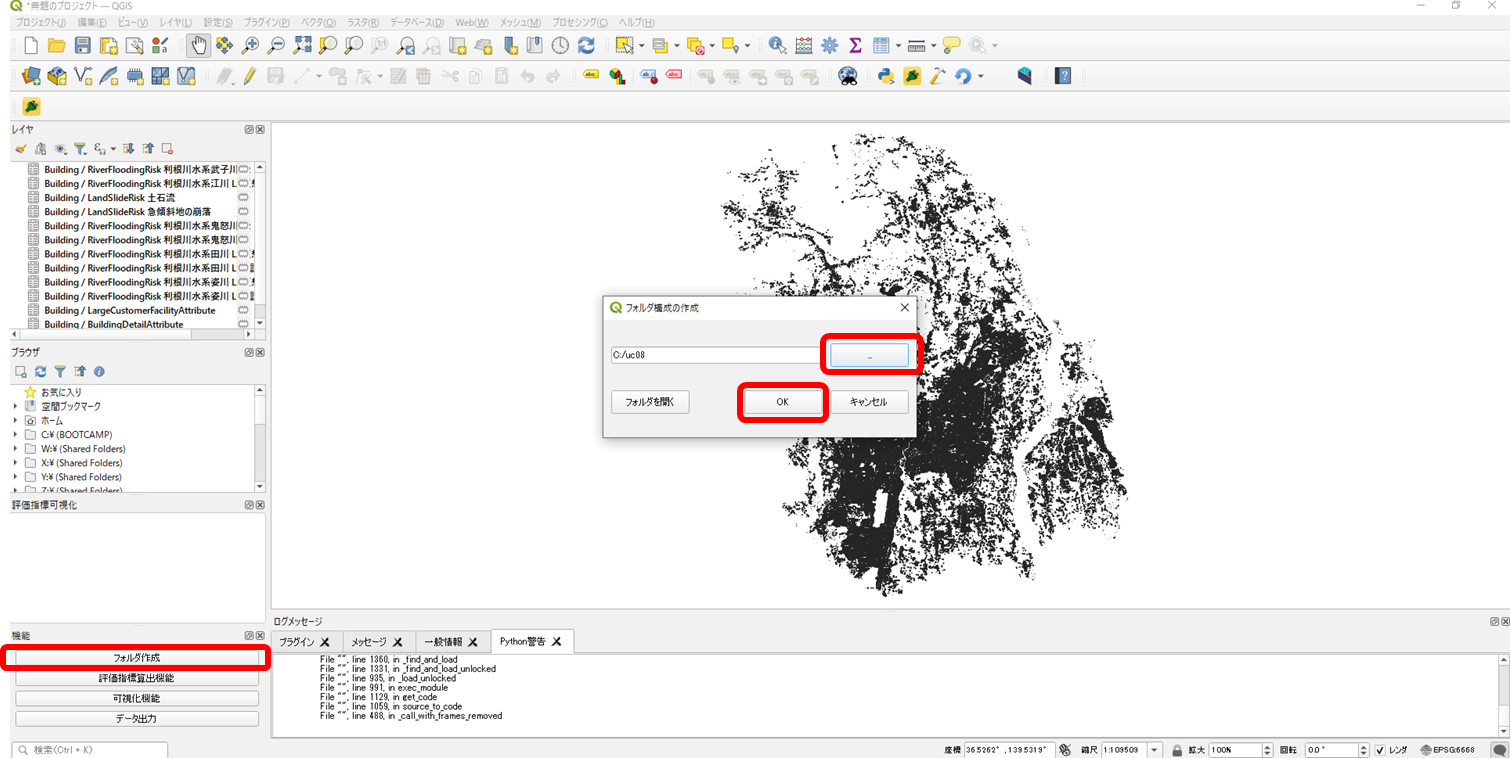 *無題のプロジェクト — QGIS
プロジェクト(J) 編集(E) ビュー(V) レイヤ(L) 設定(S) プラグイン(P) ベクタ(O) ラスタ(R) データベース(D) Web(W) メッシュ(M) プロセシング(C) ヘルプ(H)
レイヤ
Building / RiverFloodingRisk 利根川水系武子川
Building / RiverFloodingRisk 利根川水系江川 L
Building / LandSlideRisk 土石流
Building / LandSlideRisk 急傾斜地の崩落
Building / RiverFloodingRisk 利根川水系鬼怒川
Building / RiverFloodingRisk 利根川水系鬼怒川
Building / RiverFloodingRisk 利根川水系田川 L
Building / RiverFloodingRisk 利根川水系田川 L
Building / RiverFloodingRisk 利根川水系姿川 L
Building / RiverFloodingRisk 利根川水系姿川 L
Building / LargeCustomerFacilityAttribute
Building / BuildingDetailAttribute
ブラウザ
お気に入り
空間ブックマーク
ホーム
C:¥ (BOOTCAMP)
W:¥ (Shared Folders)
X:¥ (Shared Folders)
Y:¥ (Shared Folders)
Z:¥ (Shared Folders)
評価指標可視化
機能
フォルダ作成
評価指標算出機能
可視化機能
データ出力
検索(Ctrl + K)
フォルダ構成の作成
C:/uc08
...
フォルダを開く OK キャンセル
ログメッセージ
プラグイン メッセージ 一般情報 Python警告
File "", line 1360, in _find_and_load
File "", line 1331, in _find_and_load_unlocked
File "", line 935, in _load_unlocked
File "", line 991, in exec_module
File "", line 1129, in get_code
File "", line 1059, in source_to_code
File "", line 488, in _call_with_frames_removed
座標 36.5262° ,139.5319° 縮尺 1:109509 拡大 100% 回転 0.0 ° レンダ EPSG:6668